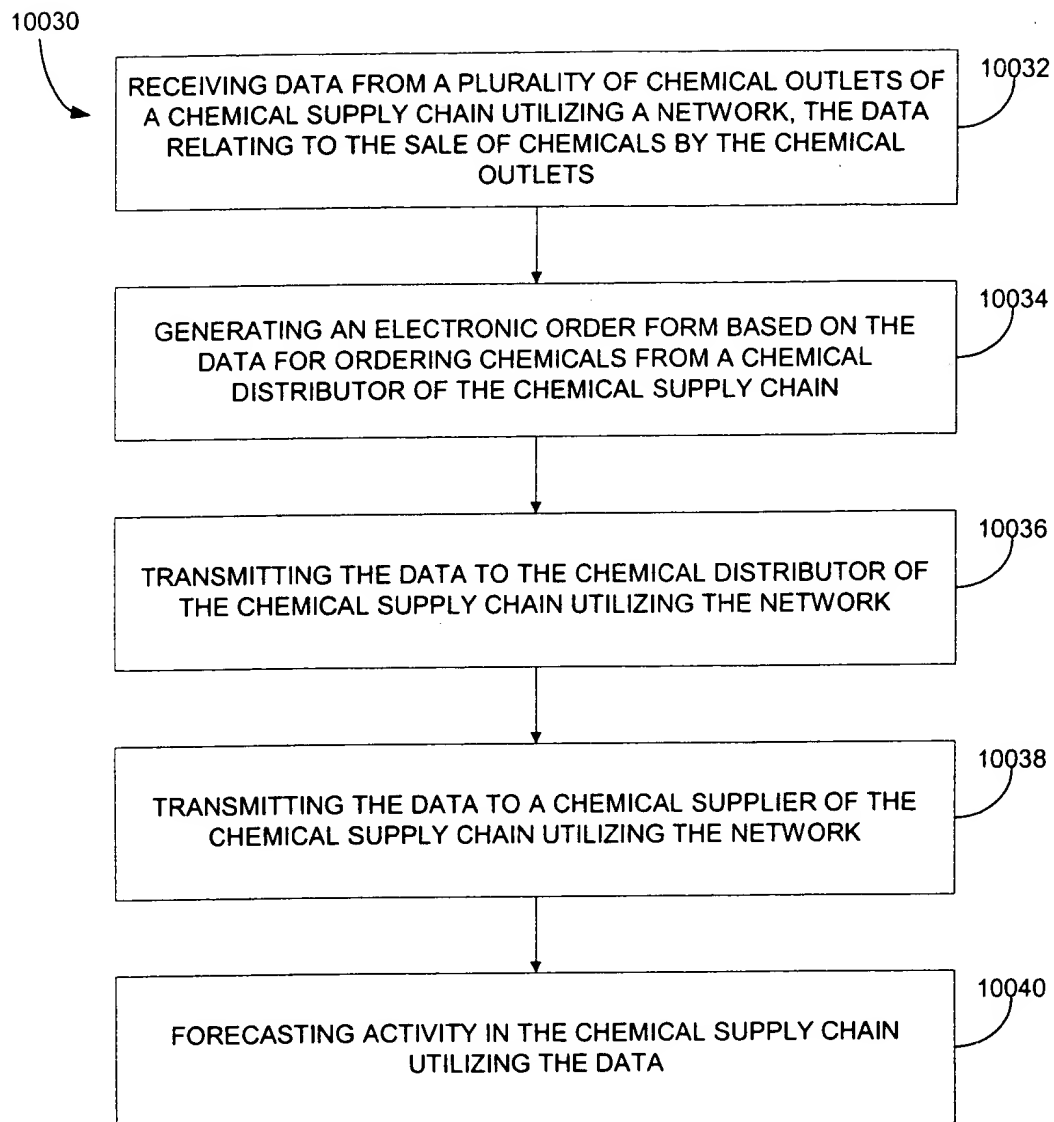 10030
RECEIVING DATA FROM A PLURALITY OF CHEMICAL OUTLETS OF
A CHEMICAL SUPPLY CHAIN UTILIZING A NETWORK, THE DATA
RELATING TO THE SALE OF CHEMICALS BY THE CHEMICAL
OUTLETS
10032
GENERATING AN ELECTRONIC ORDER FORM BASED ON THE
DATA FOR ORDERING CHEMICALS FROM A CHEMICAL
DISTRIBUTOR OF THE CHEMICAL SUPPLY CHAIN
10034
TRANSMITTING THE DATA TO THE CHEMICAL DISTRIBUTOR OF
THE CHEMICAL SUPPLY CHAIN UTILIZING THE NETWORK
10036
TRANSMITTING THE DATA TO A CHEMICAL SUPPLIER OF THE
CHEMICAL SUPPLY CHAIN UTILIZING THE NETWORK
10038
FORECASTING ACTIVITY IN THE CHEMICAL SUPPLY CHAIN
UTILIZING THE DATA
10040